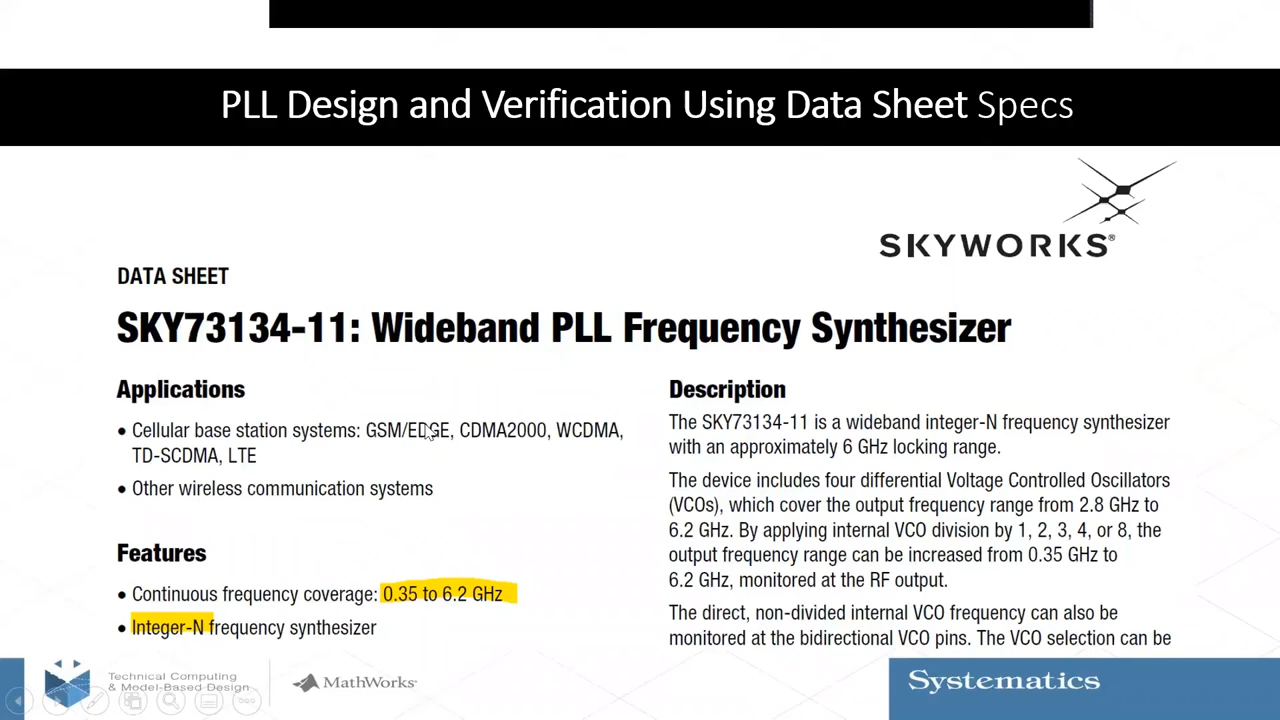 PLL Design and Verification Using Data Sheet Specs
SKYWORKS®
DATA SHEET
SKY73134-11: Wideband PLL Frequency Synthesizer
Applications
• Cellular base station systems: GSM/EDGE, CDMA2000, WCDMA,
TD-SCDMA, LTE
• Other wireless communication systems
Features
• Continuous frequency coverage: 0.35 to 6.2 GHz
• Integer-N frequency synthesizer
Description
The SKY73134-11 is a wideband integer-N frequency synthesizer
with an approximately 6 GHz locking range.
The device includes four differential Voltage Controlled Oscillators
(VCOs), which cover the output frequency range from 2.8 GHz to
6.2 GHz. By applying internal VCO division by 1, 2, 3, 4, or 8, the
output frequency range can be increased from 0.35 GHz to
6.2 GHz, monitored at the RF output.
The direct, non-divided internal VCO frequency can also be
monitored at the bidirectional VCO pins. The VCO selection can be
Technical Computing
& Model-Based Design
MathWorks
Systematics